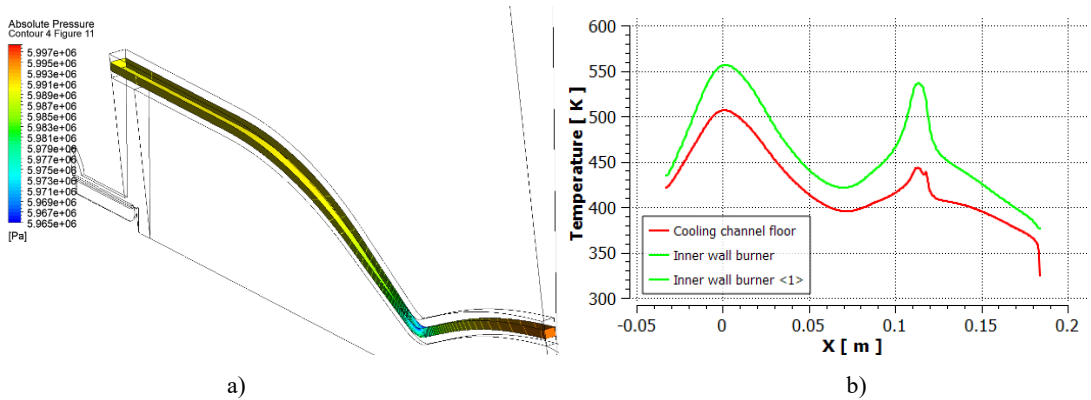 Absolute Pressure
Contour 4 Figure 11
5.997e+06
5.995e+06
5.993e+06
5.991e+06
5.989e+06
5.987e+06
5.985e+06
5.983e+06
5.981e+06
5.979e+06
5.977e+06
5.975e+06
5.973e+06
5.971e+06
5.969e+06
5.967e+06
5.965e+06
[Pa]
a)
Temperature [ K ]
600
550
500
450
400
350
300
Cooling channel floor
Inner wall burner
Inner wall burner <1>
-0.05
0
0.05
0.1
0.15
0.2
X [ m ]
b)